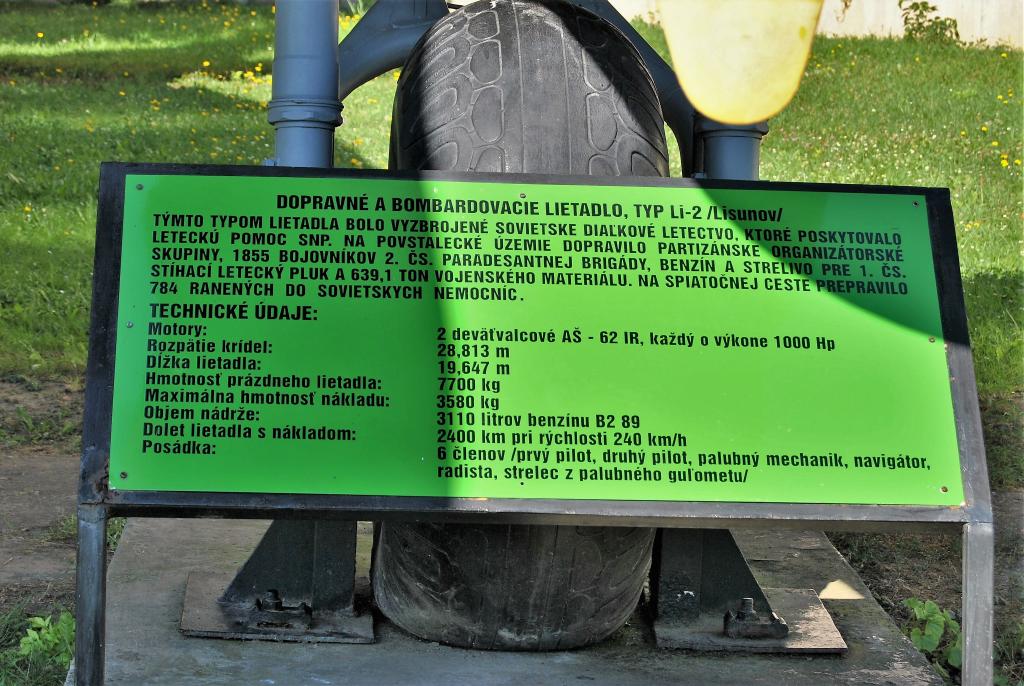 DOPRAVNÉ A BOMBARDOVACIE LIETADLO, TYP Li-2 /Lisunov/
TÝMTO TYPOM LIETADLA BOLO VYZBROJENÉ SOVIETSKE DIAĽKOVÉ LETECTVO, KTORÉ POSKYTOVALO
LETECKÚ POMOC SNP. NA POVSTALECKÉ ÚZEMIE DOPRAVILO PARTIZÁNSKE ORGANIZÁTORSKÉ
SKUPINY, 1855 BOJOVNÍKOV 2. ČS. PARADESANTNEJ BRIGÁDY, BENZÍN A STRELIVO PRE 1. ČS.
STÍHACÍ LETECKÝ PLUK A 639,1 TON VOJENSKÉHO MATERIÁLU. NA SPIATOČNEJ CESTE PREPRAVILO
784 RANENÝCH DO SOVIETSKYCH NEMOCNÍC.
TECHNICKÉ ÚDAJE:
Motory: 2 deväťvalcové AŠ - 62 IR, každý o výkone 1000 Hp
Rozpätie krídel: 28,813 m
Dĺžka lietadla: 19,647 m
Hmotnosť prázdneho lietadla: 7700 kg
Maximálna hmotnosť nákladu: 3580 kg
Objem nádrže: 3110 litrov benzínu B2 89
Dolet lietadla s nákladom: 2400 km pri rýchlosti 240 km/h
Posádka: 6 členov /prvý pilot, druhý pilot, palubný mechanik, navigátor,
radista, strelec z palubného guľometu/